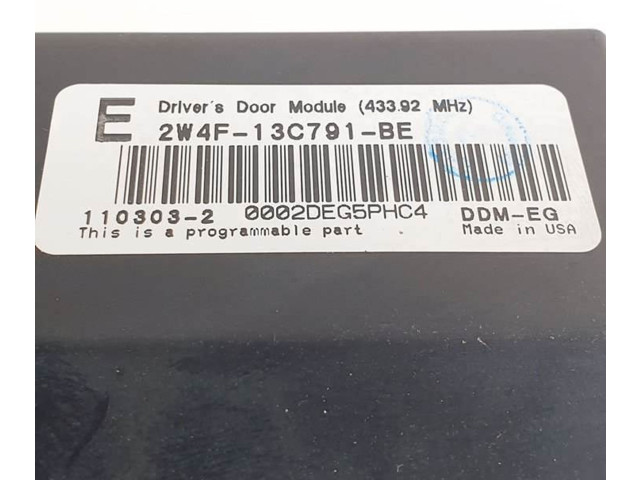 E
Driver's Door Module (433.92 MHz)
2W4F-13C791-BE
110303-2 0002DEG5PHC4 DDM-EG
This is a programmable part Made in USA